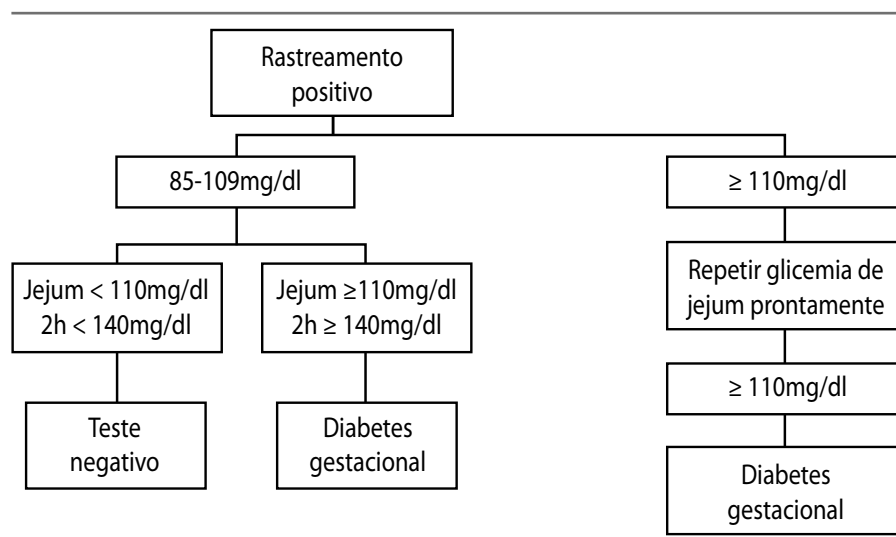 Rastreamento
positivo
85-109mg/dl
≥ 110mg/dl
Jejum < 110mg/dl
2h < 140mg/dl
Jejum ≥110mg/dl
2h ≥ 140mg/dl
Repetir glicemia de
jejum prontamente
≥ 110mg/dl
Teste
negativo
Diabetes
gestacional
Diabetes
gestacional